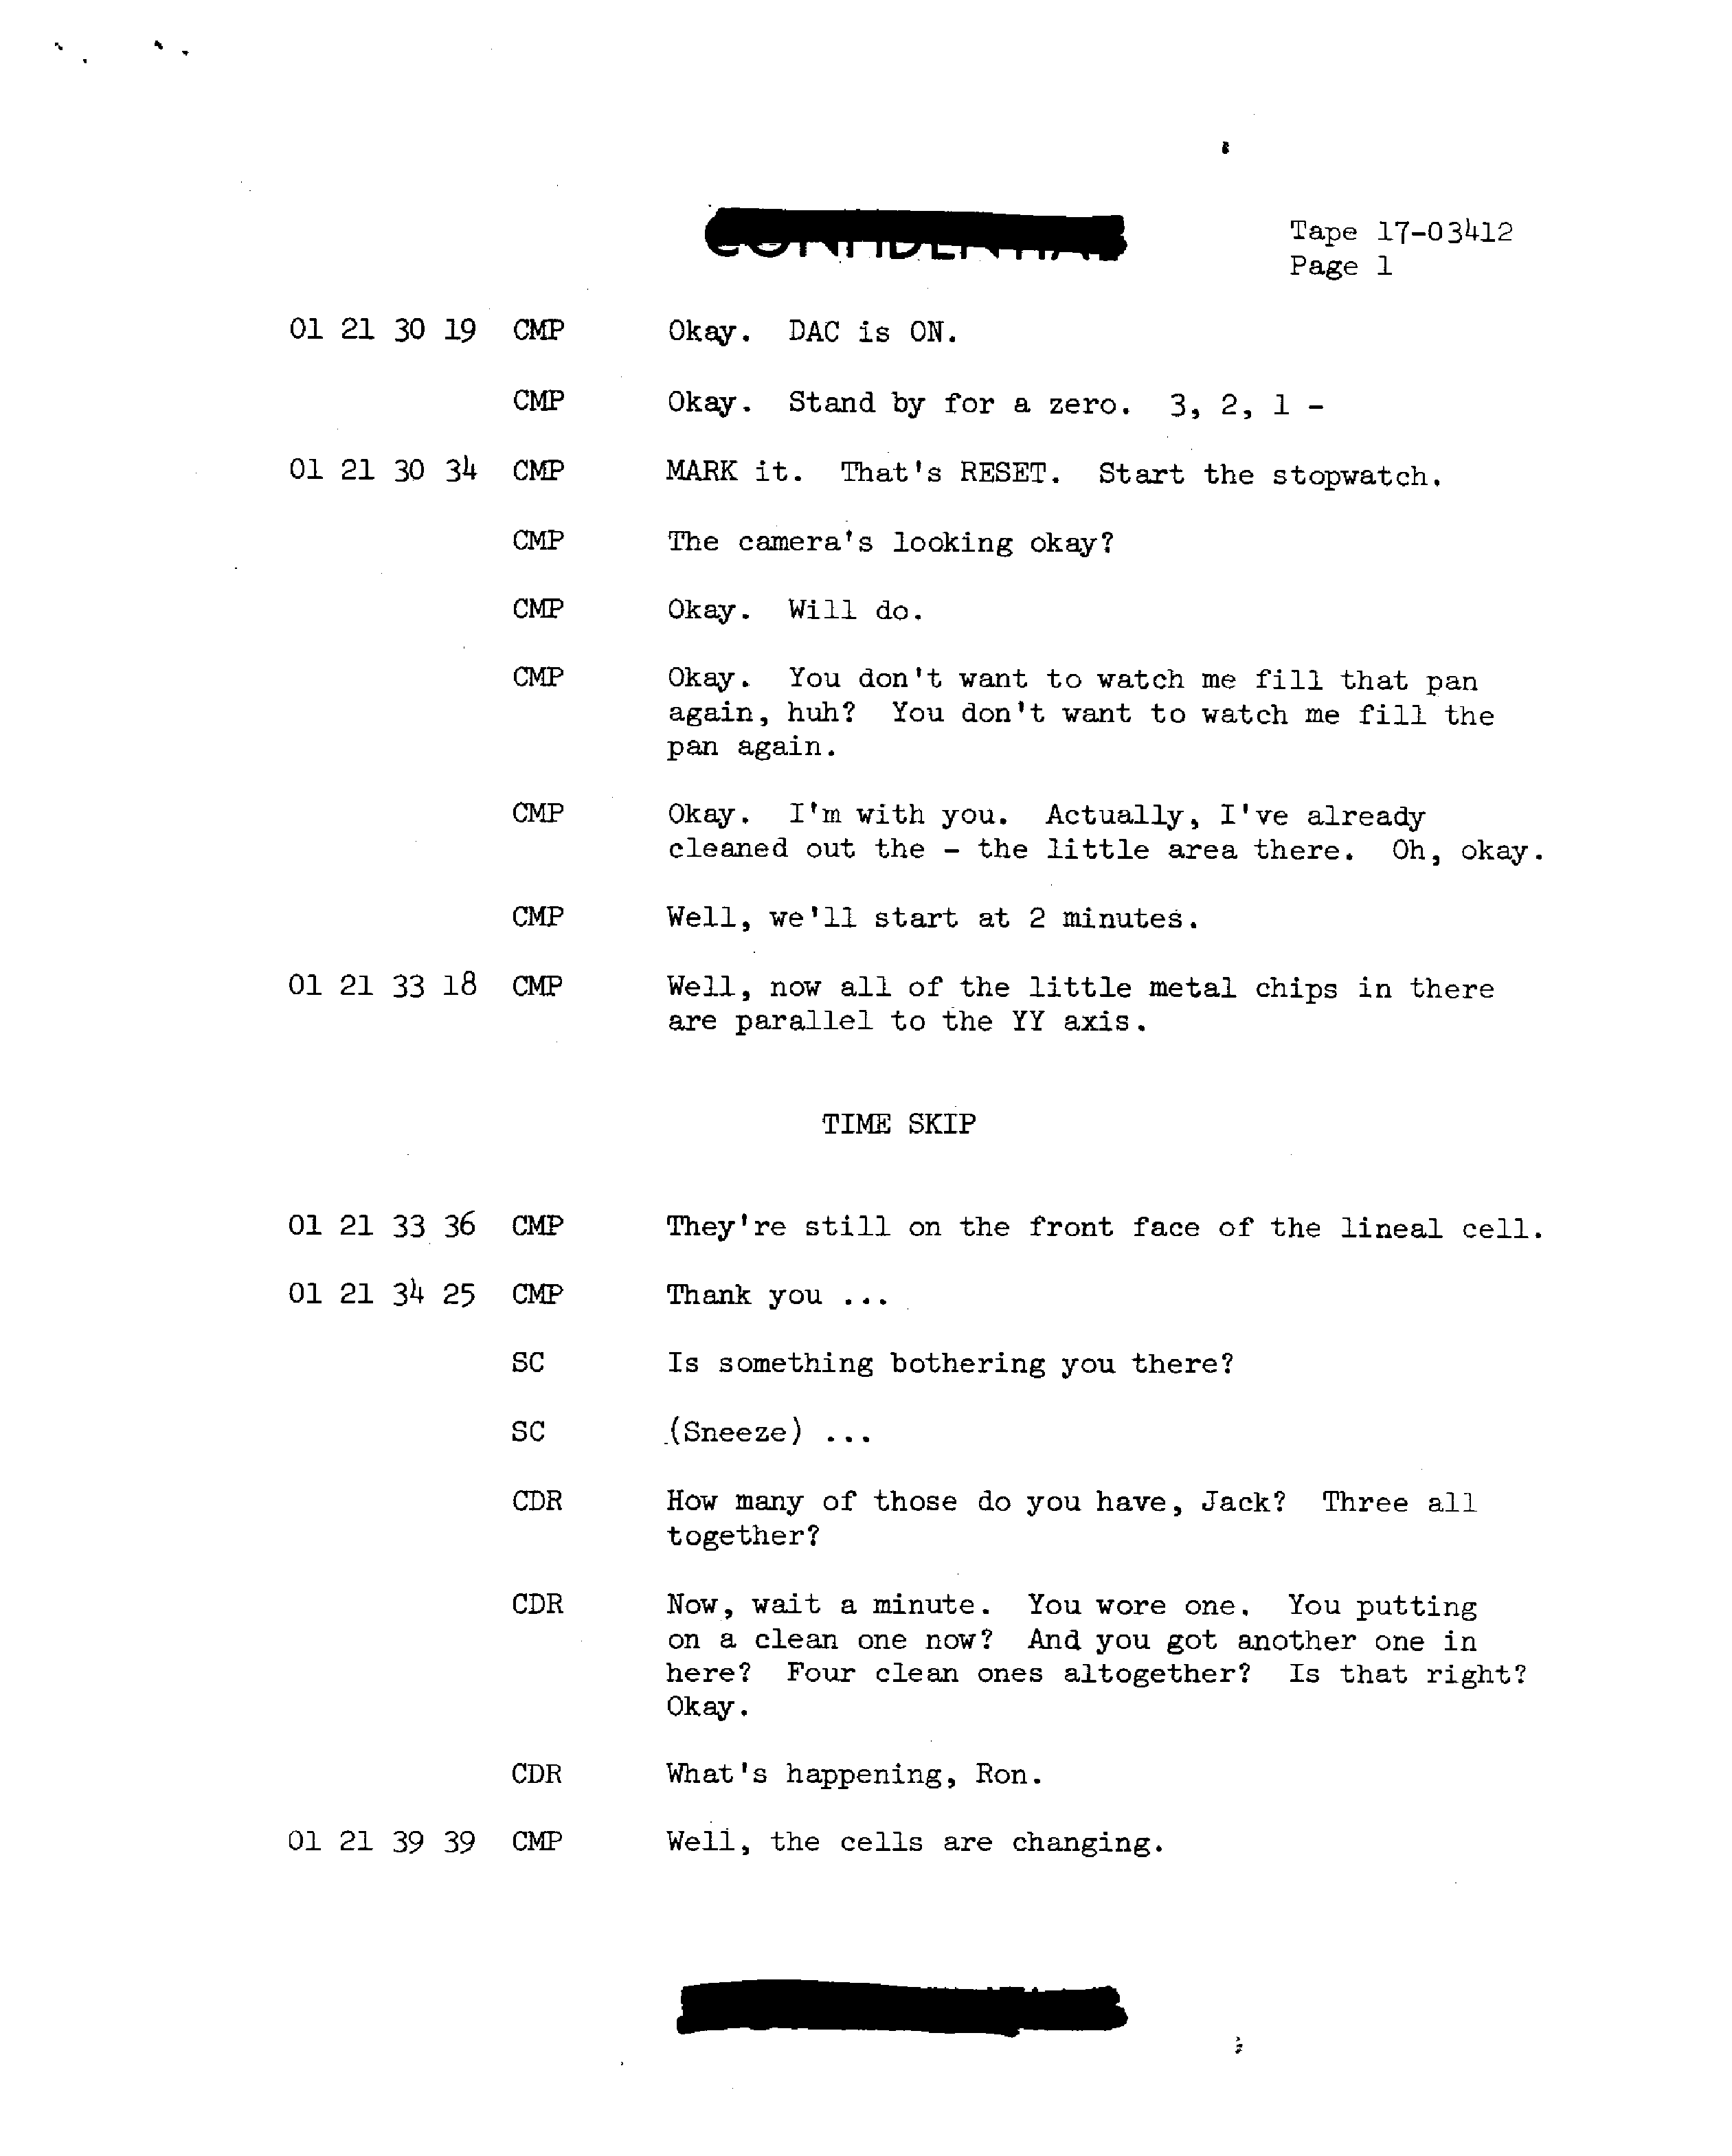 Tape 17-03412
Page 1
01 21 30 19 CMP Okay. DAC is ON.
CMP Okay. Stand by for a zero. 3, 2, 1 -
01 21 30 34 CMP MARK it. That's RESET. Start the stopwatch.
CMP The camera's looking okay?
CMP Okay. Will do.
CMP Okay. You don't want to watch me fill that pan
again, huh? You don't want to watch me fill the
pan again.
CMP Okay. I'm with you. Actually, I've already
cleaned out the - the little area there. Oh, okay.
CMP Well, we'll start at 2 minutes.
01 21 33 18 CMP Well, now all of the little metal chips in there
are parallel to the YY axis.
TIME SKIP
01 21 33 36 CMP They're still on the front face of the lineal cell.
01 21 34 25 CMP Thank you ...
SC Is something bothering you there?
SC (Sneeze) ...
CDR How many of those do you have, Jack? Three all
together?
CDR Now, wait a minute. You wore one. You putting
on a clean one now? And you got another one in
here? Four clean ones altogether? Is that right?
Okay.
CDR What's happening, Ron.
01 21 39 39 CMP Well, the cells are changing.